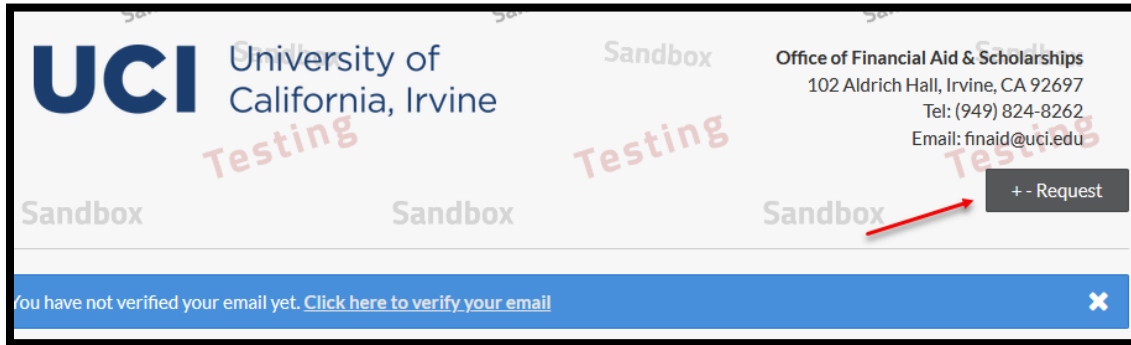 UCI
University of
California, Irvine
Office of Financial Aid & Scholarships
102 Aldrich Hall, Irvine, CA 92697
Tel: (949) 824-8262
Email: finaid@uci.edu
+ - Request
Sandbox Sandbox Sandbox
Testing Testing Testing
Sandbox Sandbox Sandbox
You have not verified your email yet. Click here to verify your email